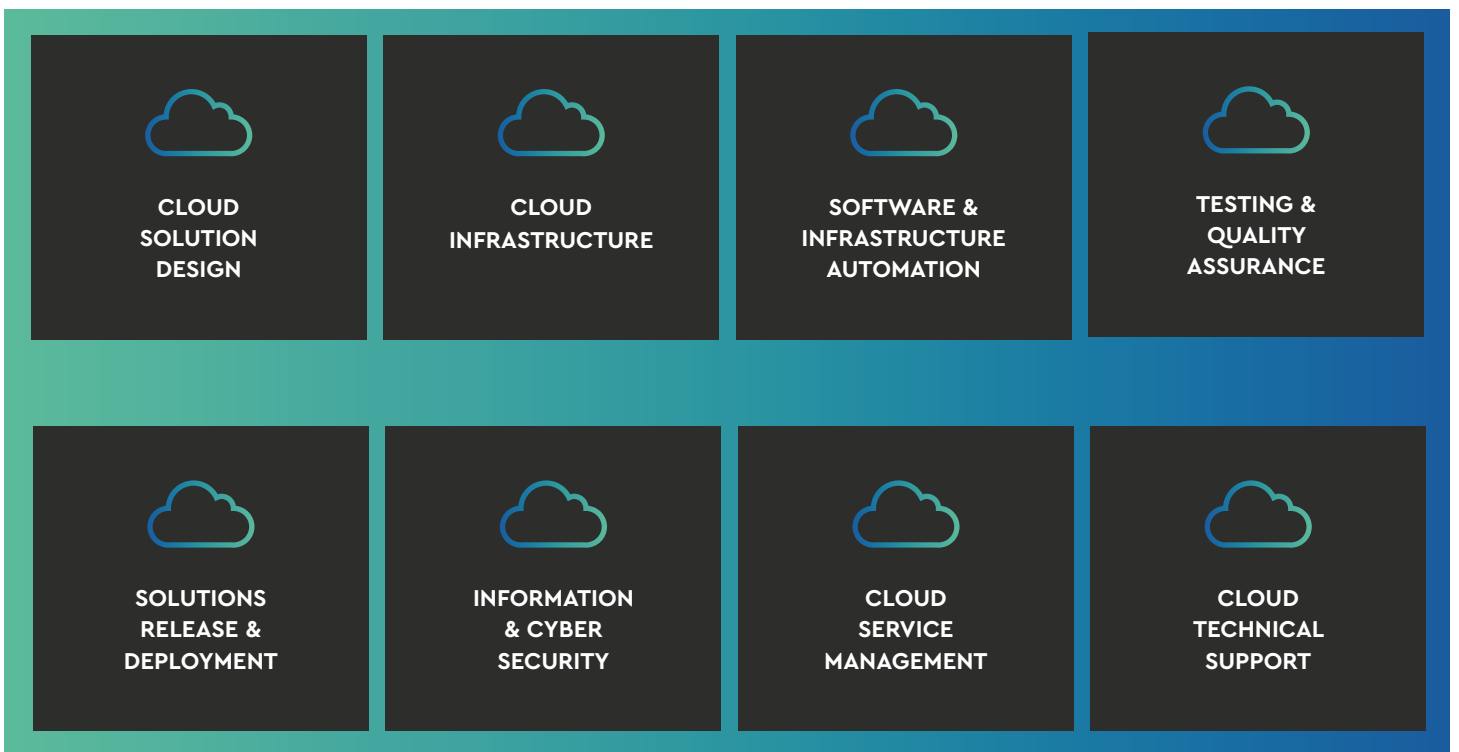 CLOUD
SOLUTION
DESIGN
CLOUD
INFRASTRUCTURE
SOFTWARE &
INFRASTRUCTURE
AUTOMATION
TESTING &
QUALITY
ASSURANCE
SOLUTIONS
RELEASE &
DEPLOYMENT
INFORMATION
& CYBER
SECURITY
CLOUD
SERVICE
MANAGEMENT
CLOUD
TECHNICAL
SUPPORT